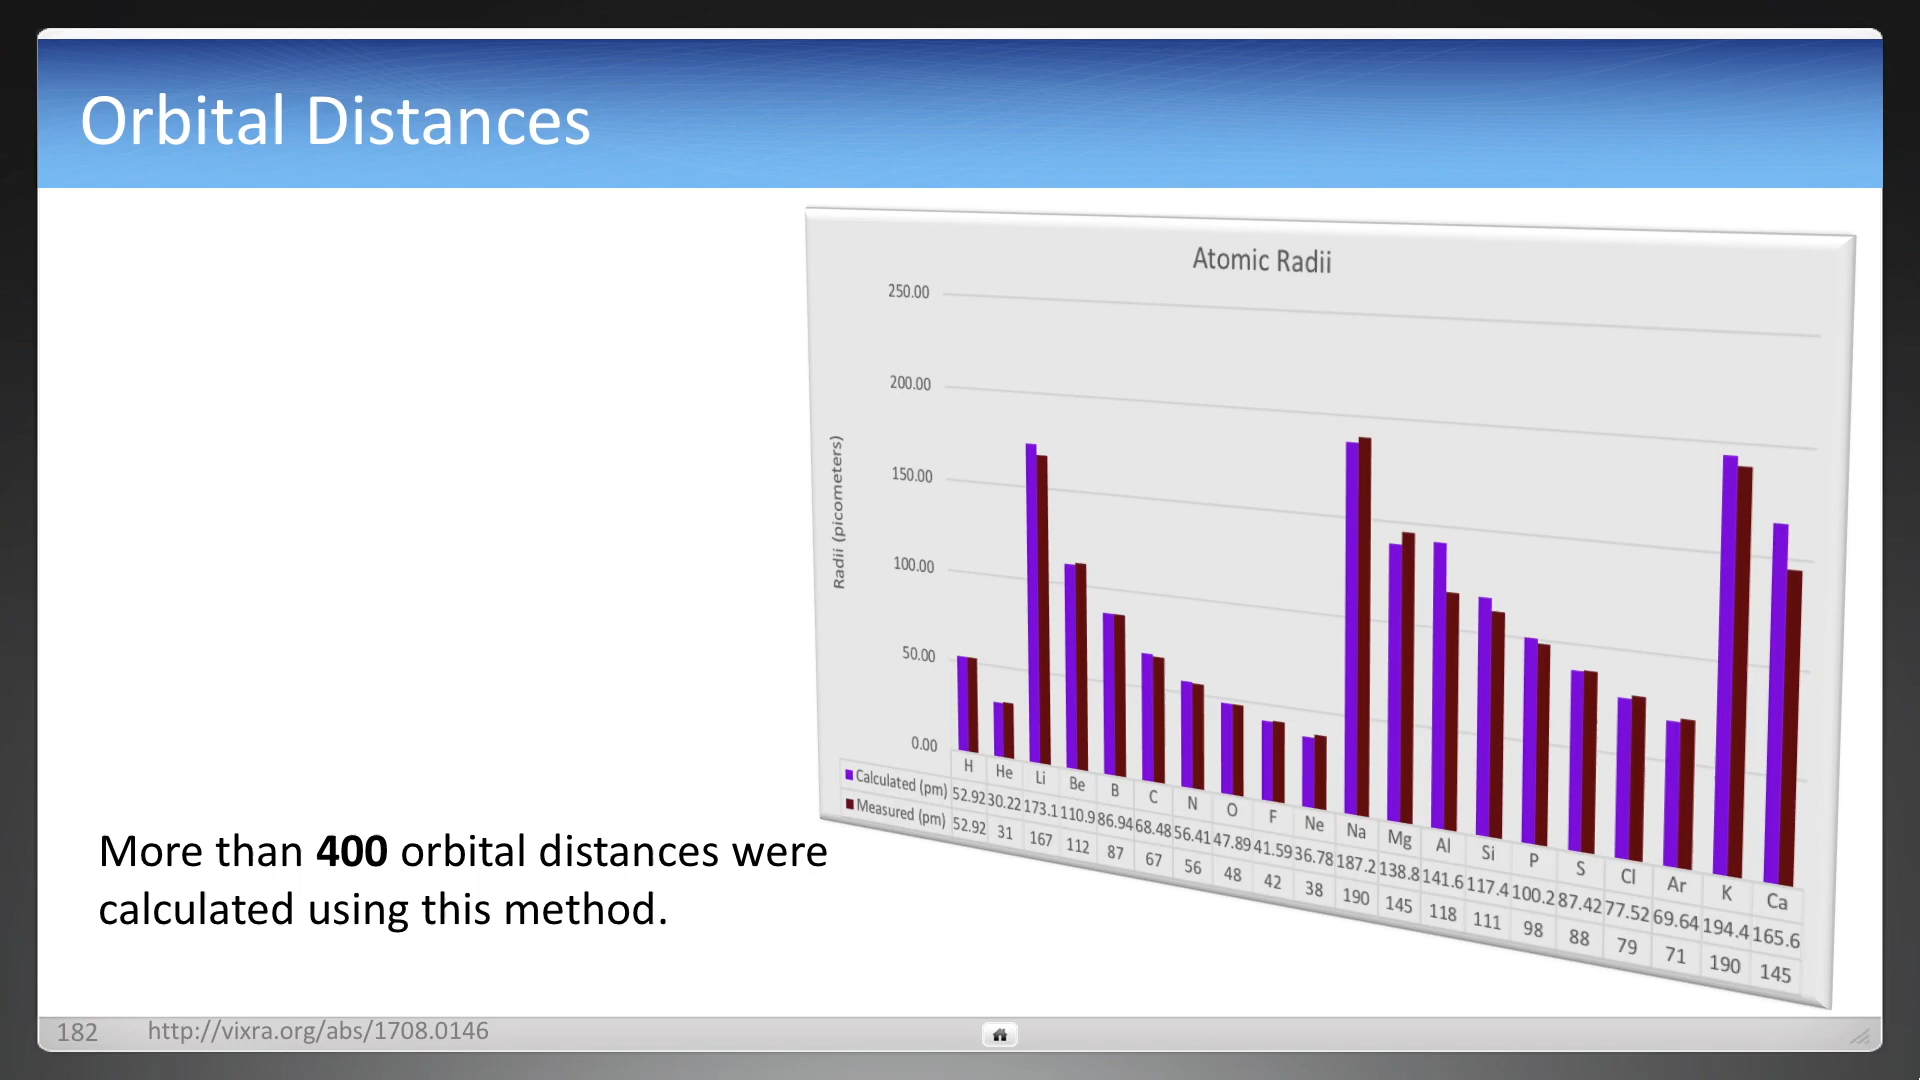 Orbital Distances
Atomic Radii
250.00
200.00
150.00
100.00
50.00
0.00
Radii (picometers)
H He Li Be B C N O F Ne Na Mg Al Si P S Cl Ar K Ca
Calculated (pm) 52.92 30.22 173.1 110.9 86.94 68.48 56.41 47.89 41.59 36.78 187.2 138.8 141.6 117.4 100.2 87.42 77.52 69.64 194.4 165.6
Measured (pm) 52.92 31 167 112 87 67 56 48 42 38 190 145 118 111 98 88 79 71 190 145
More than 400 orbital distances were
calculated using this method.
182 http://vixra.org/abs/1708.0146